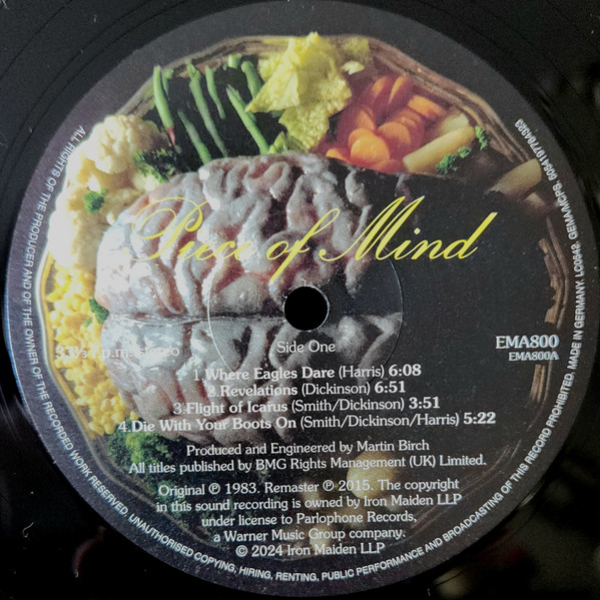 Piece of Mind
EMA800
EMA800A
33⅓ r.p.m. STEREO
Side One
1.Where Eagles Dare (Harris) 6:08
2.Revelations (Dickinson) 6:51
3.Flight of Icarus (Smith/Dickinson) 3:51
4.Die With Your Boots On (Smith/Dickinson/Harris) 5:22
Produced and Engineered by Martin Birch
All titles published by BMG Rights Management (UK) Limited.
Original ℗ 1983. Remaster ℗ 2015. The copyright
in this sound recording is owned by Iron Maiden LLP
under license to Parlophone Records,
a Warner Music Group company.
© 2024 Iron Maiden LLP
ALL RIGHTS OF THE PRODUCER AND OF THE OWNER OF THE RECORDED WORK RESERVED. UNAUTHORISED COPYING, HIRING, RENTING, PUBLIC PERFORMANCE AND BROADCASTING OF THIS RECORD PROHIBITED. MADE IN GERMANY. LC0542. GEMA/MCPS.